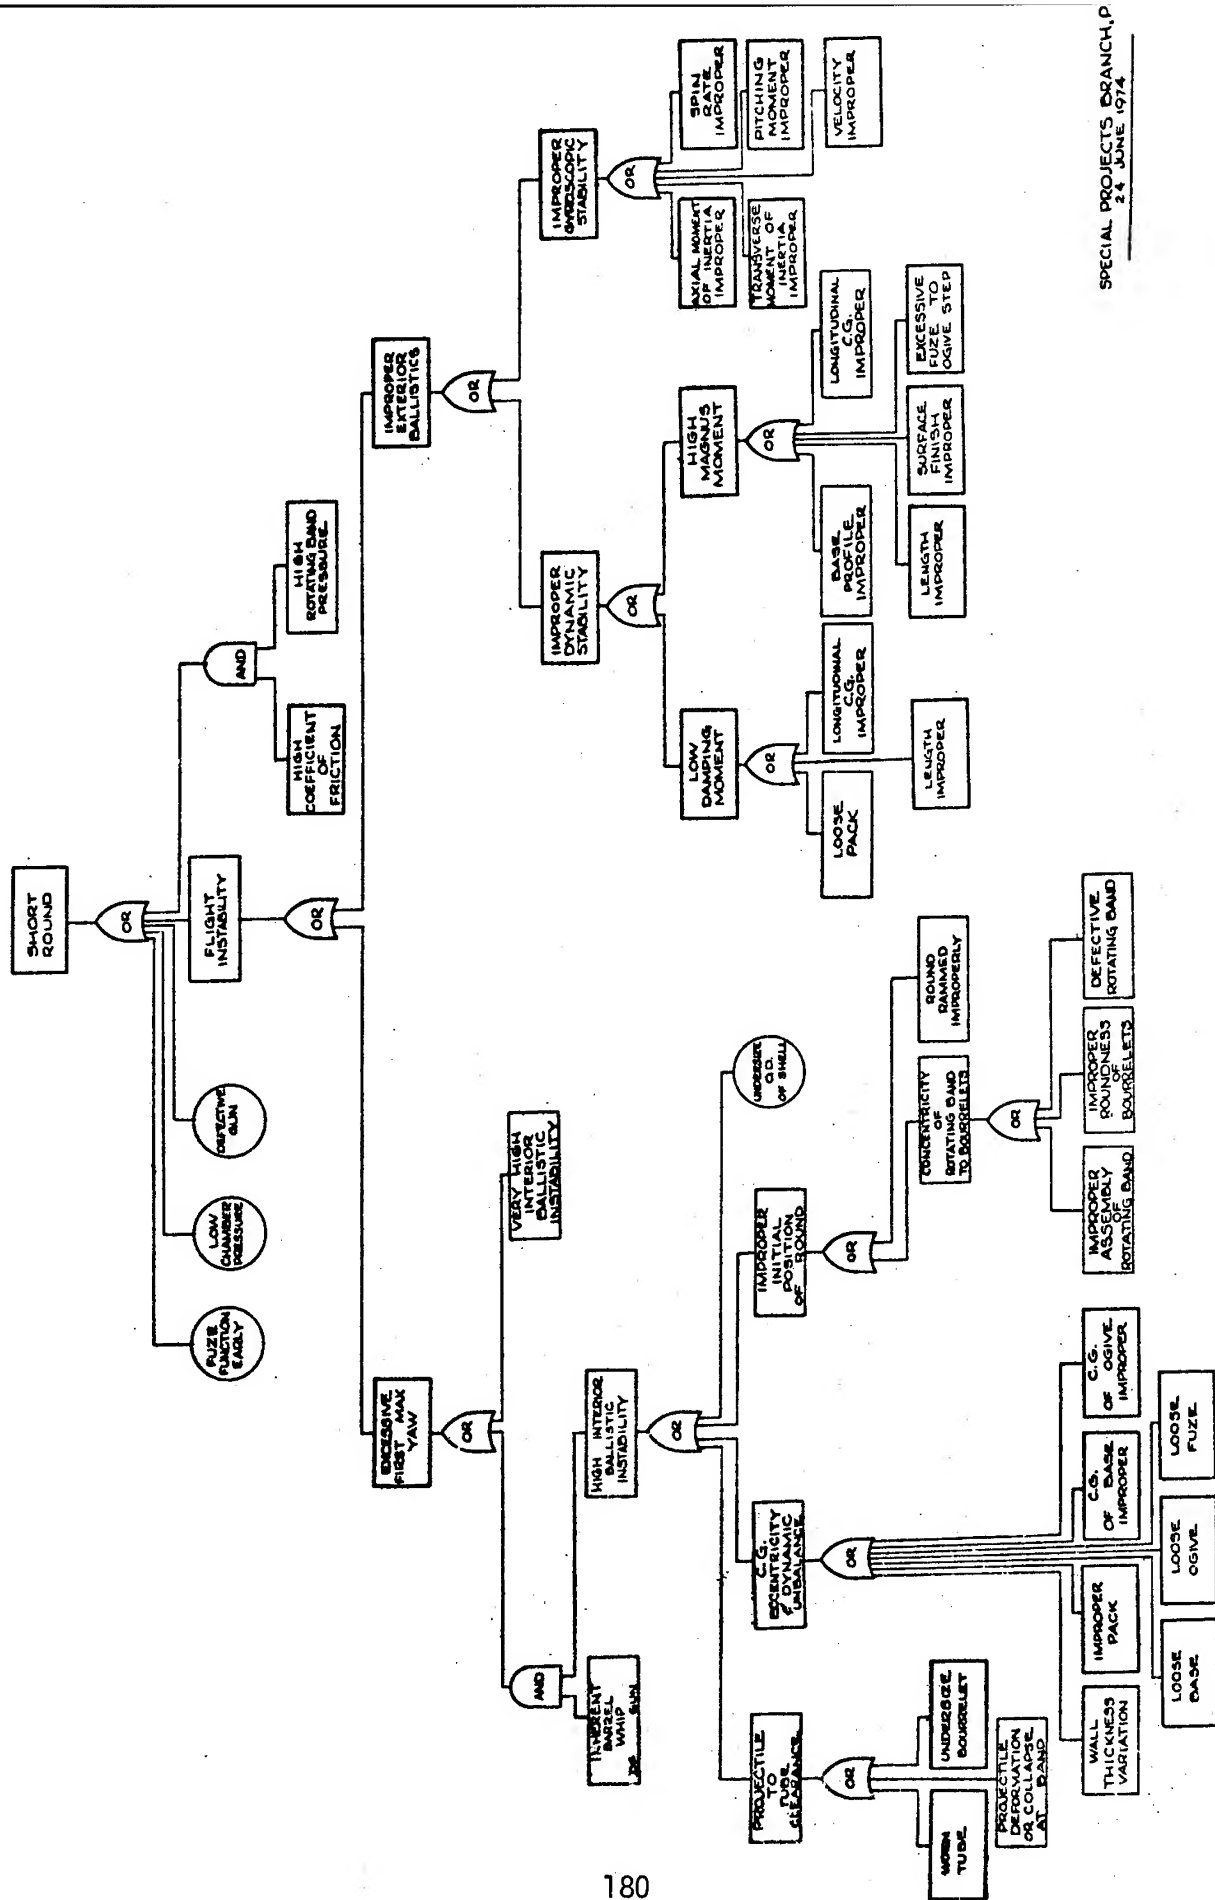 SHORT
ROUND
OR
FUZE
FUNCTION
EARLY
LOW
CHAMBER
PRESSURE
DEFECTIVE
GUN
FLIGHT
INSTABILITY
AND
HIGH
COEFFICIENT
OF
FRICTION
HIGH
ROTATING BAND
PRESSURE
OR
EXCESSIVE
FIRST MAX
YAW
IMPROPER
EXTERIOR
BALLISTICS
OR
AND
VERY HIGH
INTERIOR
BALLISTIC
INSTABILITY
INHERENT
BARREL
WHIP
GUN
HIGH INTERIOR
BALLISTIC
INSTABILITY
OR
PROJECTILE
TO
TUBE
CLEARANCE
C.G.
ECCENTRICITY
& DYNAMIC
UNBALANCE
IMPROPER
INITIAL
POSITION
OF ROUND
UNDERSIZE
O.D.
OF SHELL
OR
WORN
TUBE
PROJECTILE
DEFORMATION
OR COLLAPSE
AT BAND
UNDERSIZE
BOURRELET
OR
WALL
THICKNESS
VARIATION
IMPROPER
PACK
C.G.
OF BASE
IMPROPER
C.G.
OF OGIVE
IMPROPER
LOOSE
BASE
LOOSE
OGIVE
LOOSE
FUZE
OR
CONCENTRICITY
OF
ROTATING BAND
TO BOURRELETS
ROUND
RAMMED
IMPROPERLY
OR
IMPROPER
ASSEMBLY
OF
ROTATING BAND
IMPROPER
ROUNDNESS
OF
BOURRELETS
DEFECTIVE
ROTATING BAND
OR
IMPROPER
DYNAMIC
STABILITY
IMPROPER
GYROSCOPIC
STABILITY
OR
LOW
DAMPING
MOMENT
HIGH
MAGNUS
MOMENT
OR
LOOSE
PACK
LONGITUDINAL
C.G.
IMPROPER
LENGTH
IMPROPER
OR
BASE
PROFILE
IMPROPER
LONGITUDINAL
C.G.
IMPROPER
LENGTH
IMPROPER
SURFACE
FINISH
IMPROPER
EXCESSIVE
FUZE TO
OGIVE STEP
OR
AXIAL MOMENT
OF INERTIA
IMPROPER
SPIN
RATE
IMPROPER
TRANSVERSE
MOMENT OF
INERTIA
IMPROPER
PITCHING
MOMENT
IMPROPER
VELOCITY
IMPROPER
SPECIAL PROJECTS BRANCH, P
24 JUNE 1974
180